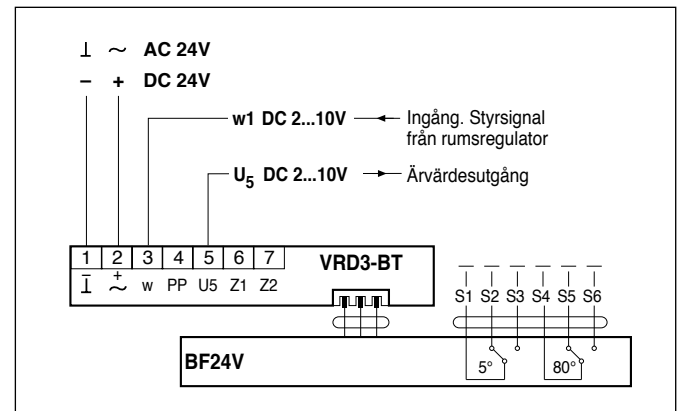 ⊥ ~ AC 24V
– + DC 24V
w1 DC 2...10V Ingång. Styrsignal
från rumsregulator
U5 DC 2...10V Ärvärdesutgång
1 2 3 4 5 6 7 VRD3-BT
⊥ ~ w PP U5 Z1 Z2
– +
S1 S2 S3 S4 S5 S6
BF24V 5° 80°